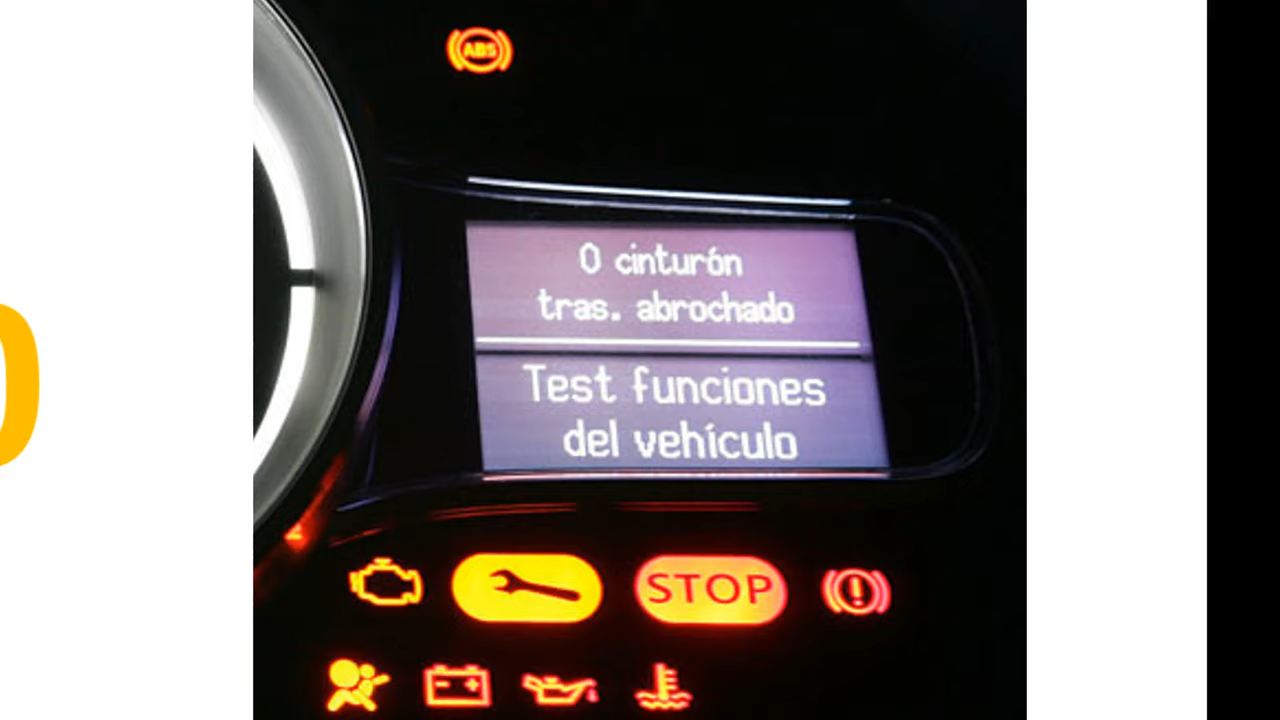 ABS
0 cinturón
tras. abrochado
Test funciones
del vehículo
STOP